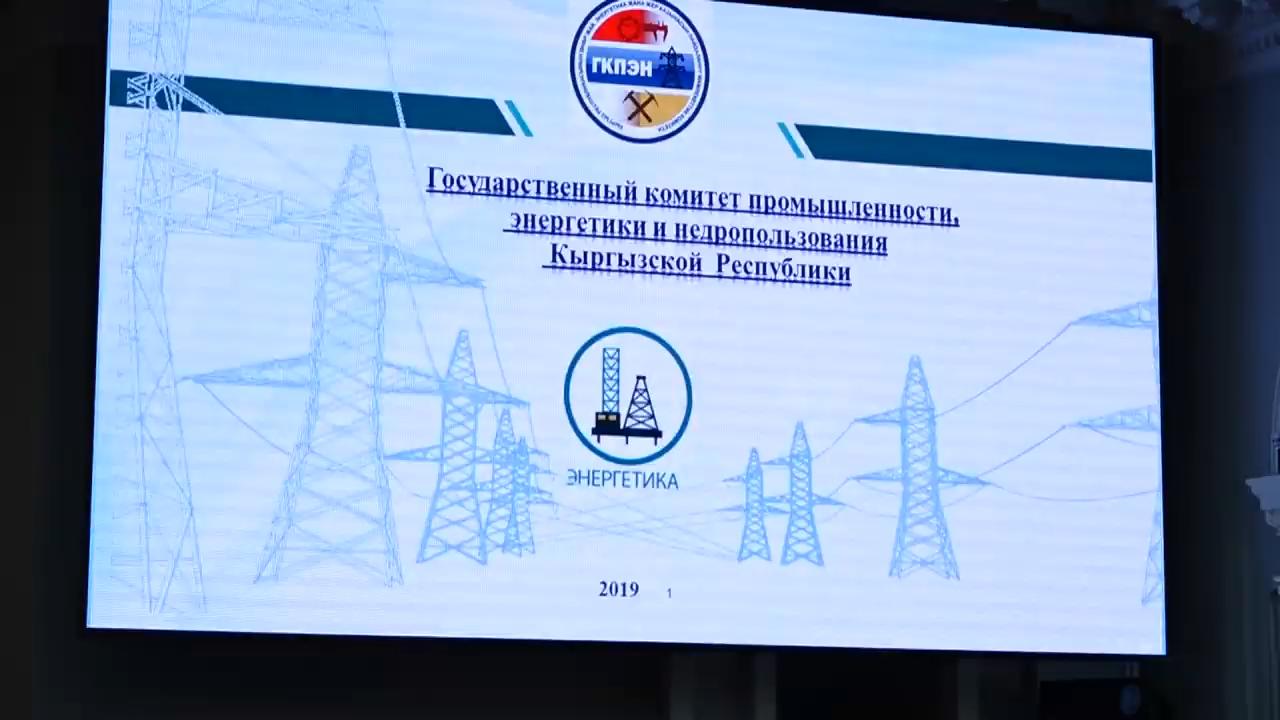 ГКПЭН
Государственный комитет промышленности,
энергетики и недропользования
Кыргызской Республики
ЭНЕРГЕТИКА
2019 1